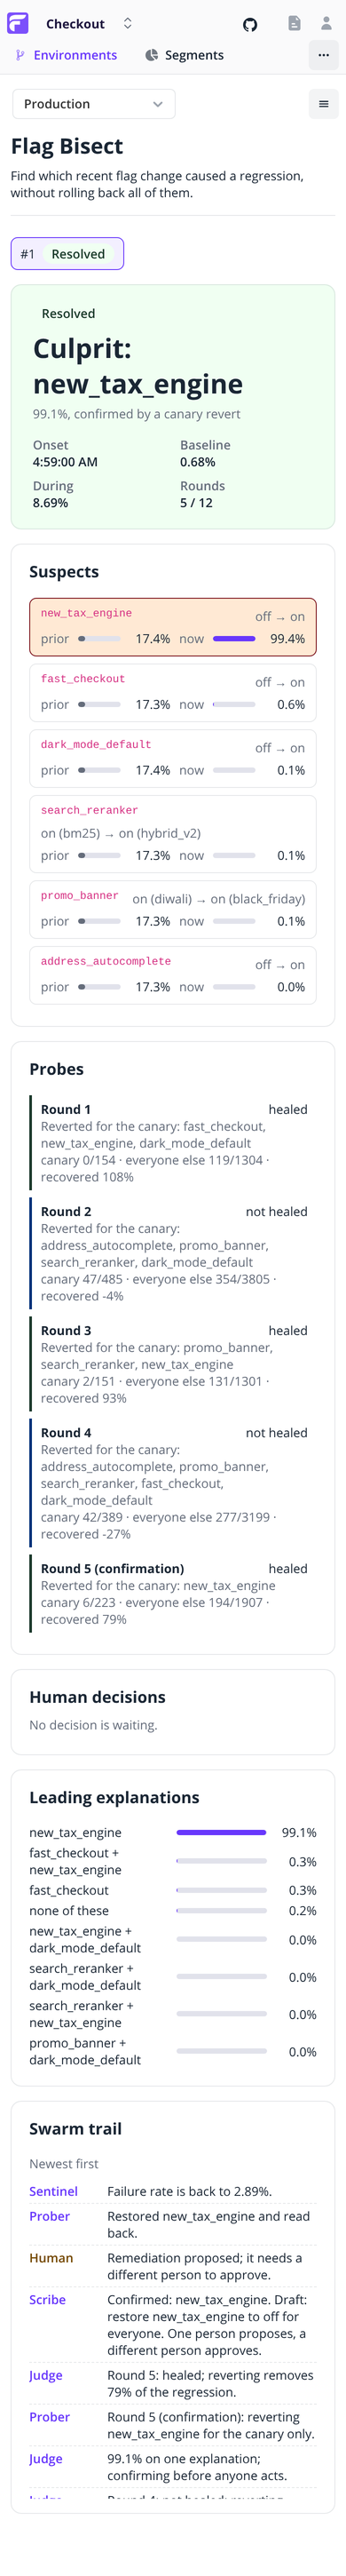 Checkout
Environments Segments
Production
Flag Bisect
Find which recent flag change caused a regression,
without rolling back all of them.
#1 Resolved
Resolved
Culprit:
new_tax_engine
99.1%, confirmed by a canary revert
Onset Baseline
4:59:00 AM 0.68%
During Rounds
8.69% 5 / 12
Suspects
new_tax_engine off → on
prior 17.4% now 99.4%
fast_checkout off → on
prior 17.3% now 0.6%
dark_mode_default off → on
prior 17.4% now 0.1%
search_reranker
on (bm25) → on (hybrid_v2)
prior 17.3% now 0.1%
promo_banner on (diwali) → on (black_friday)
prior 17.3% now 0.1%
address_autocomplete off → on
prior 17.3% now 0.0%
Probes
Round 1 healed
Reverted for the canary: fast_checkout,
new_tax_engine, dark_mode_default
canary 0/154 · everyone else 119/1304 ·
recovered 108%
Round 2 not healed
Reverted for the canary:
address_autocomplete, promo_banner,
search_reranker, dark_mode_default
canary 47/485 · everyone else 354/3805 ·
recovered -4%
Round 3 healed
Reverted for the canary: promo_banner,
search_reranker, new_tax_engine
canary 2/151 · everyone else 131/1301 ·
recovered 93%
Round 4 not healed
Reverted for the canary:
address_autocomplete, promo_banner,
search_reranker, fast_checkout,
dark_mode_default
canary 42/389 · everyone else 277/3199 ·
recovered -27%
Round 5 (confirmation) healed
Reverted for the canary: new_tax_engine
canary 6/223 · everyone else 194/1907 ·
recovered 79%
Human decisions
No decision is waiting.
Leading explanations
new_tax_engine 99.1%
fast_checkout +
new_tax_engine 0.3%
fast_checkout 0.3%
none of these 0.2%
new_tax_engine +
dark_mode_default 0.0%
search_reranker +
dark_mode_default 0.0%
search_reranker +
new_tax_engine 0.0%
promo_banner +
dark_mode_default 0.0%
Swarm trail
Newest first
Sentinel Failure rate is back to 2.89%.
Prober Restored new_tax_engine and read
back.
Human Remediation proposed; it needs a
different person to approve.
Scribe Confirmed: new_tax_engine. Draft:
restore new_tax_engine to off for
everyone. One person proposes, a
different person approves.
Judge Round 5: healed; reverting removes
79% of the regression.
Prober Round 5 (confirmation): reverting
new_tax_engine for the canary only.
Judge 99.1% on one explanation;
confirming before anyone acts.
Judge Round 4: not healed; reverting